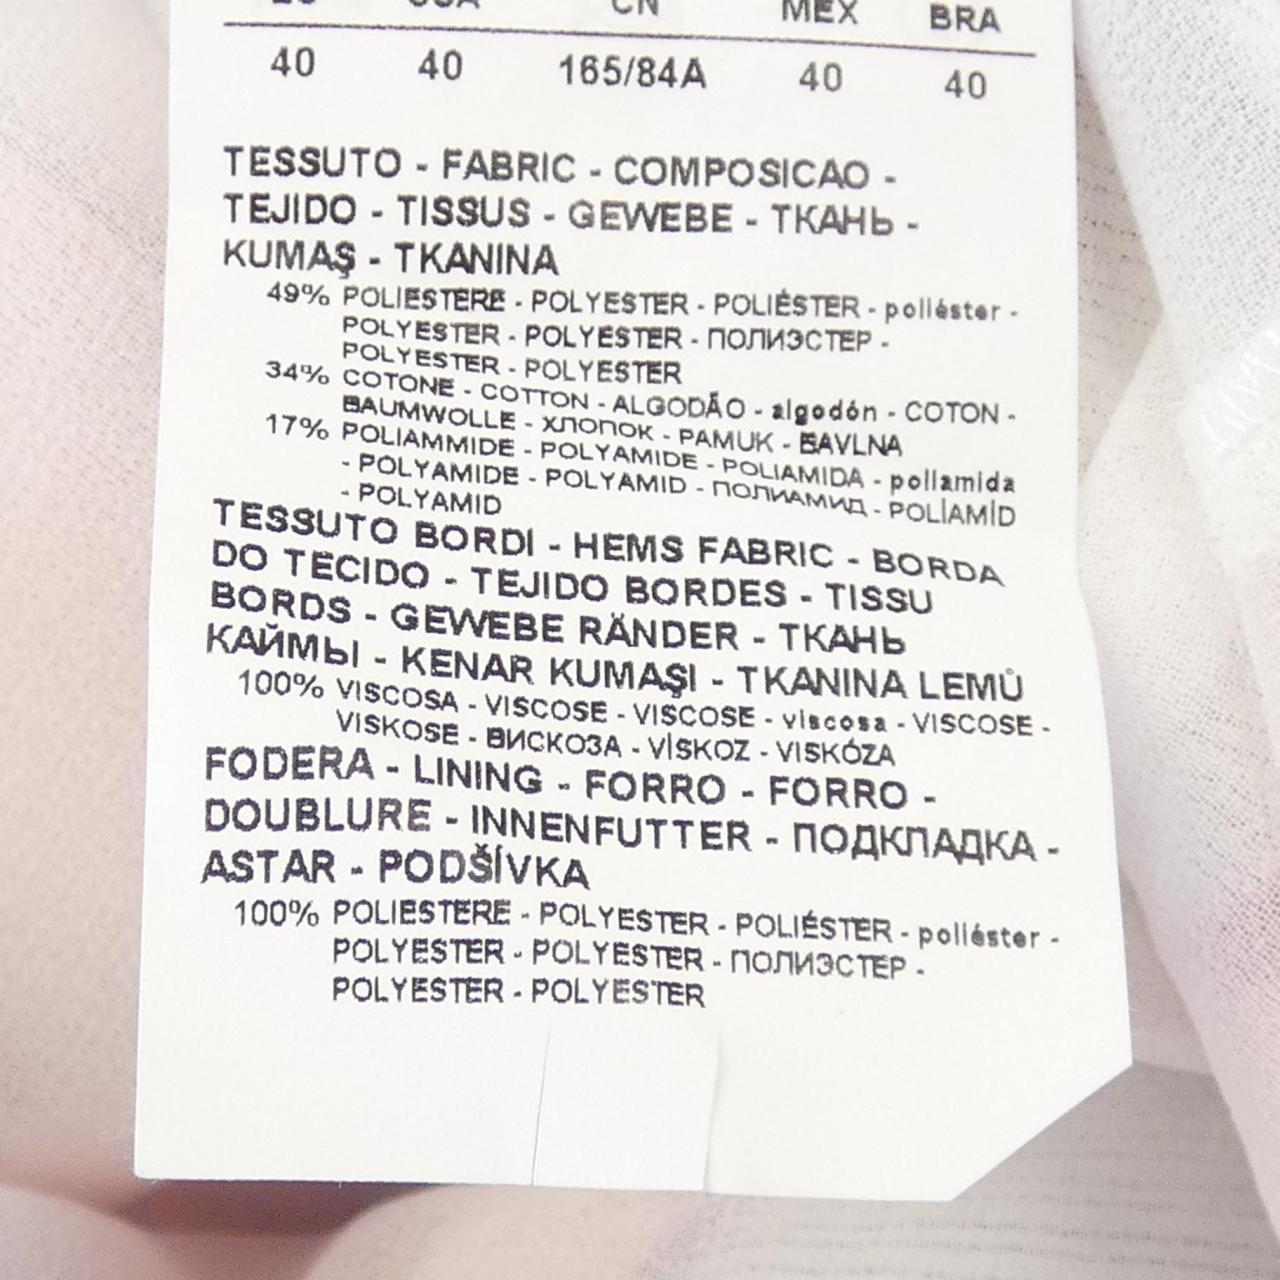 CN MEX BRA
40 40 165/84A 40 40
TESSUTO - FABRIC - COMPOSICAO -
TEJIDO - TISSUS - GEWEBE - ТКАНЬ -
KUMAŞ - TKANINA
49% POLIESTERE - POLYESTER - POLIÉSTER - poliéster -
POLYESTER - POLYESTER - ПОЛИЭСТЕР -
POLYESTER - POLYESTER
34% COTONE - COTTON - ALGODÃO - algodón - COTON -
BAUMWOLLE - ХЛОПОК - PAMUK - BAVLNA
17% POLIAMMIDE - POLYAMIDE - POLIAMIDA - poliamida
- POLYAMIDE - POLYAMID - ПОЛИАМИД - POLİAMİD
- POLYAMID
TESSUTO BORDI - HEMS FABRIC - BORDA
DO TECIDO - TEJIDO BORDES - TISSU
BORDS - GEWEBE RÄNDER - ТКАНЬ
КАЙМЫ - KENAR KUMAŞI - TKANINA LEMŮ
100% VISCOSA - VISCOSE - VISCOSE - viscosa - VISCOSE -
VISKOSE - ВИСКОЗА - VİSKOZ - VISKÓZA
FODERA - LINING - FORRO - FORRO -
DOUBLURE - INNENFUTTER - ПОДКЛАДКА -
ASTAR - PODŠÍVKA
100% POLIESTERE - POLYESTER - POLIÉSTER - poliéster -
POLYESTER - POLYESTER - ПОЛИЭСТЕР -
POLYESTER - POLYESTER